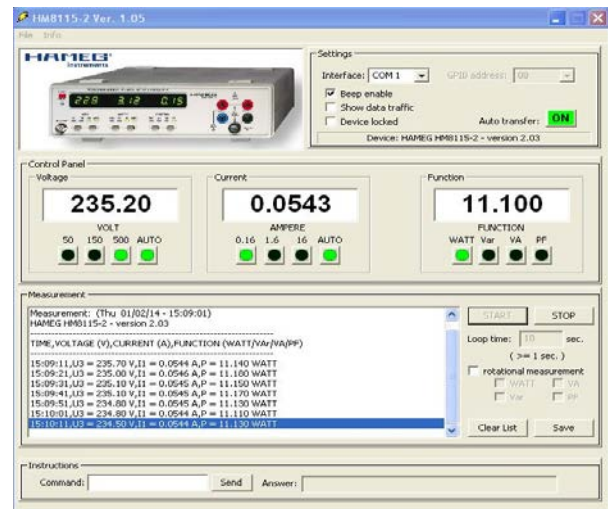 HM8115-2 Ver. 1.05
File Info
HAMEG
Instruments
228 3.12 0.15
Settings
Interface: COM 1 GPIB address: 00
Beep enable
Show data traffic
Device locked Auto transfer: ON
Device: HAMEG HM8115-2 - version 2.03
Control Panel
Voltage Current Function
235.20 0.0543 11.100
VOLT AMPERE FUNCTION
50 150 500 AUTO 0.16 1.6 16 AUTO WATT Var VA PF
Measurement
Measurement: (Thu 01/02/14 - 15:09:01)
HAMEG HM8115-2 - version 2.03
TIME,VOLTAGE (V),CURRENT (A),FUNCTION (WATT/VAr/VA/PF)
15:09:11,U3 = 235.70 V,I1 = 0.0544 A,P = 11.140 WATT
15:09:21,U3 = 235.00 V,I1 = 0.0546 A,P = 11.180 WATT
15:09:31,U3 = 235.10 V,I1 = 0.0545 A,P = 11.150 WATT
15:09:41,U3 = 235.10 V,I1 = 0.0545 A,P = 11.170 WATT
15:09:51,U3 = 234.80 V,I1 = 0.0545 A,P = 11.130 WATT
15:10:01,U3 = 234.80 V,I1 = 0.0544 A,P = 11.110 WATT
15:10:11,U3 = 234.50 V,I1 = 0.0544 A,P = 11.130 WATT
START STOP
Loop time: 10 sec.
( >= 1 sec. )
rotational measurement
WATT VA
Var PF
Clear List Save
Instructions
Command: Send Answer: